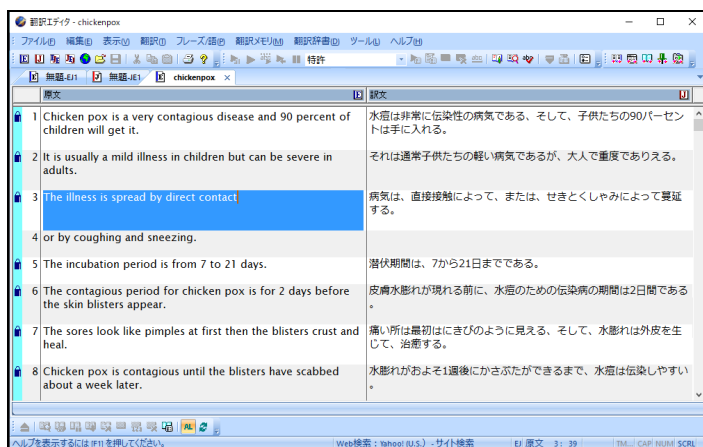 翻訳エディタ - chickenpox
ファイル(F) 編集(E) 表示(V) 翻訳(T) フレーズ/語(P) 翻訳メモリ(M) 翻訳辞書(D) ツール(L) ヘルプ(H)
特許
無題-EJ1 無題-JE1 chickenpox ×
原文 訳文
1 Chicken pox is a very contagious disease and 90 percent of 水痘は非常に伝染性の病気である、そして、子供たちの90パーセン
children will get it. トは手に入れる。
2 It is usually a mild illness in children but can be severe in それは通常子供たちの軽い病気であるが、大人で重度でありえる。
adults.
3 The illness is spread by direct contact 病気は、直接接触によって、または、せきとくしゃみによって蔓延
する。
4 or by coughing and sneezing.
5 The incubation period is from 7 to 21 days. 潜伏期間は、7から21日までである。
6 The contagious period for chicken pox is for 2 days before 皮膚水膨れが現れる前に、水痘のための伝染病の期間は2日間である
the skin blisters appear. 。
7 The sores look like pimples at first then the blisters crust and 痛い所は最初はにきびのように見える、そして、水膨れは外皮を生
heal. じて、治癒する。
8 Chicken pox is contagious until the blisters have scabbed 水膨れがおよそ1週後にかさぶたができるまで、水痘は伝染しやすい
about a week later. 。
AL
ヘルプを表示するには [F1] を押してください。 Web検索 : Yahoo! (U.S.) - サイト検索 EJ 原文 3: 39 TM... CAP NUM SCRL